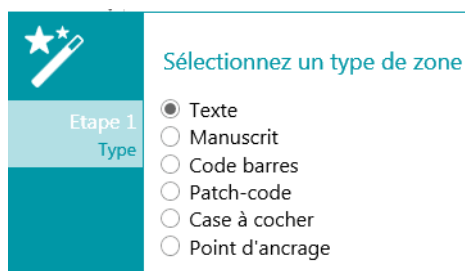 Sélectionnez un type de zone
Etape 1
Type
Texte
Manuscrit
Code barres
Patch-code
Case à cocher
Point d'ancrage